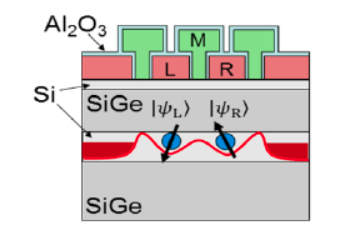 Al₂O₃
M
L R
Si
SiGe |ψL⟩ |ψR⟩
SiGe